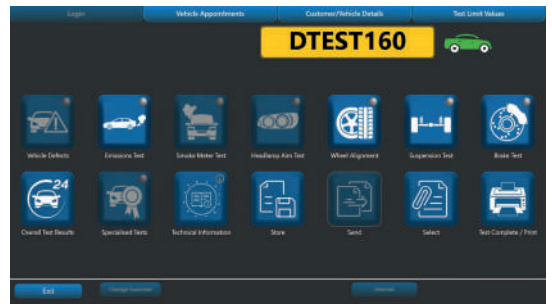 Login Vehicle Appointments Customer/Vehicle Details Test Limit Values
DTEST160
Vehicle Defects Emissions Test Smoke Meter Test Headlamp Aim Test Wheel Alignment Suspension Test Brake Test
24
Overall Test Results Specialised Tests Technical Information Store Send Select Test Complete / Print
Exit Change Customer